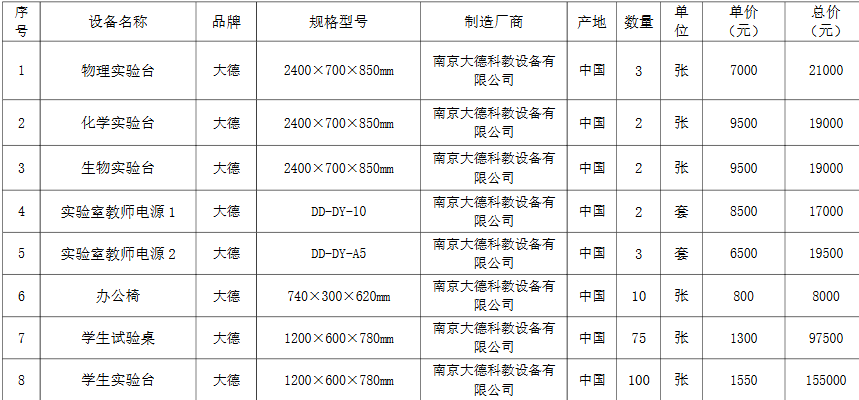 序号 设备名称 品牌 规格型号 制造厂商 产地 数量 单位 单价（元） 总价（元）
1 物理实验台 大德 2400×700×850mm 南京大德科教设备有限公司 中国 3 张 7000 21000
2 化学实验台 大德 2400×700×850mm 南京大德科教设备有限公司 中国 2 张 9500 19000
3 生物实验台 大德 2400×700×850mm 南京大德科教设备有限公司 中国 2 张 9500 19000
4 实验室教师电源1 大德 DD-DY-10 南京大德科教设备有限公司 中国 2 套 8500 17000
5 实验室教师电源2 大德 DD-DY-A5 南京大德科教设备有限公司 中国 3 套 6500 19500
6 办公椅 大德 740×300×620mm 南京大德科教设备有限公司 中国 10 张 800 8000
7 学生试验桌 大德 1200×600×780mm 南京大德科教设备有限公司 中国 75 张 1300 97500
8 学生实验台 大德 1200×600×780mm 南京大德科教设备有限公司 中国 100 张 1550 155000